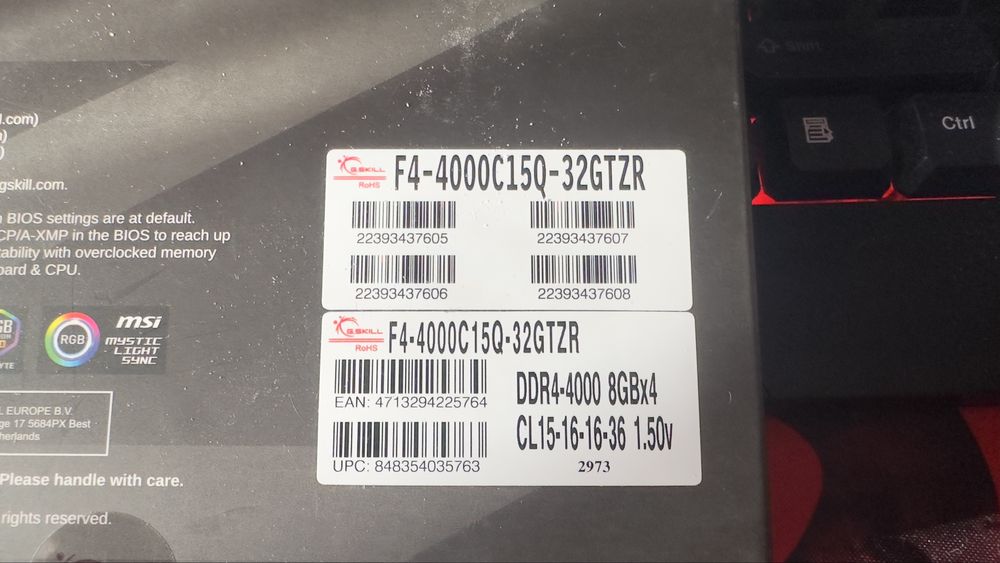 .com)
)
)
gskill.com.
BIOS settings are at default.
CP/A-XMP in the BIOS to reach up
tability with overclocked memory
oard & CPU.
RGB
msi
MYSTIC
LIGHT
SYNC
EUROPE B.V.
ge 17 5684PX Best
herlands
Please handle with care.
rights reserved.
G.SKILL
RoHS
F4-4000C15Q-32GTZR
22393437605
22393437607
22393437606
22393437608
G.SKILL
RoHS
F4-4000C15Q-32GTZR
EAN: 4713294225764
DDR4-4000 8GBx4
CL15-16-16-36 1.50v
UPC: 848354035763
2973
Shift
Ctrl